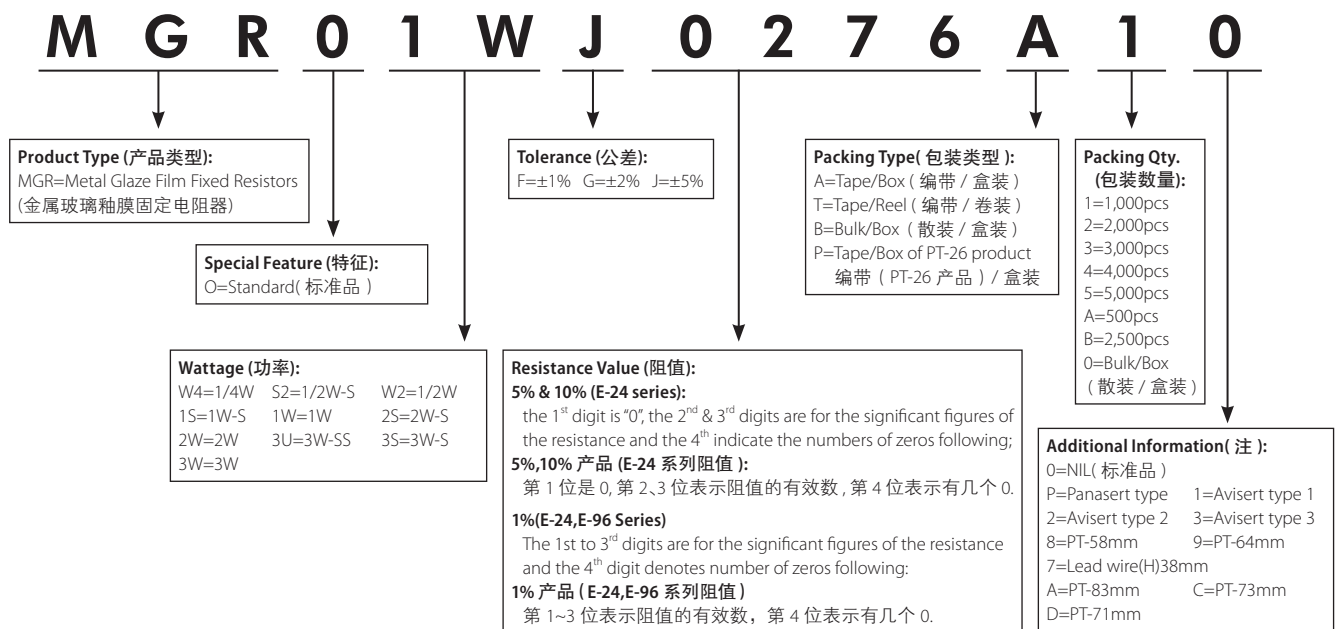 M G R 0 1 W J 0 2 7 6 A 1 0
Product Type (产品类型):
MGR=Metal Glaze Film Fixed Resistors
(金属玻璃釉膜固定电阻器)
Special Feature (特征):
O=Standard( 标准品 )
Wattage (功率):
W4=1/4W S2=1/2W-S W2=1/2W
1S=1W-S 1W=1W 2S=2W-S
2W=2W 3U=3W-SS 3S=3W-S
3W=3W
Tolerance (公差):
F=±1% G=±2% J=±5%
Resistance Value (阻值):
5% & 10% (E-24 series):
the 1st digit is “0”, the 2nd & 3rd digits are for the significant figures of
the resistance and the 4th indicate the numbers of zeros following;
5%,10% 产品 (E-24 系列阻值 ):
第 1 位是 0, 第 2、3 位表示阻值的有效数 , 第 4 位表示有几个 0.
1%(E-24,E-96 Series)
The 1st to 3rd digits are for the significant figures of the resistance
and the 4th digit denotes number of zeros following:
1% 产品 ( E-24,E-96 系列阻值 )
第 1~3 位表示阻值的有效数，第 4 位表示有几个 0.
Packing Type( 包装类型 ):
A=Tape/Box ( 编带 / 盒装 )
T=Tape/Reel ( 编带 / 卷装 )
B=Bulk/Box ( 散装 / 盒装 )
P=Tape/Box of PT-26 product
编带 ( PT-26 产品 ) / 盒装
Packing Qty.
(包装数量):
1=1,000pcs
2=2,000pcs
3=3,000pcs
4=4,000pcs
5=5,000pcs
A=500pcs
B=2,500pcs
0=Bulk/Box
( 散装 / 盒装 )
Additional Information( 注 ):
0=NIL( 标准品 )
P=Panasert type 1=Avisert type 1
2=Avisert type 2 3=Avisert type 3
8=PT-58mm 9=PT-64mm
7=Lead wire(H)38mm
A=PT-83mm C=PT-73mm
D=PT-71mm